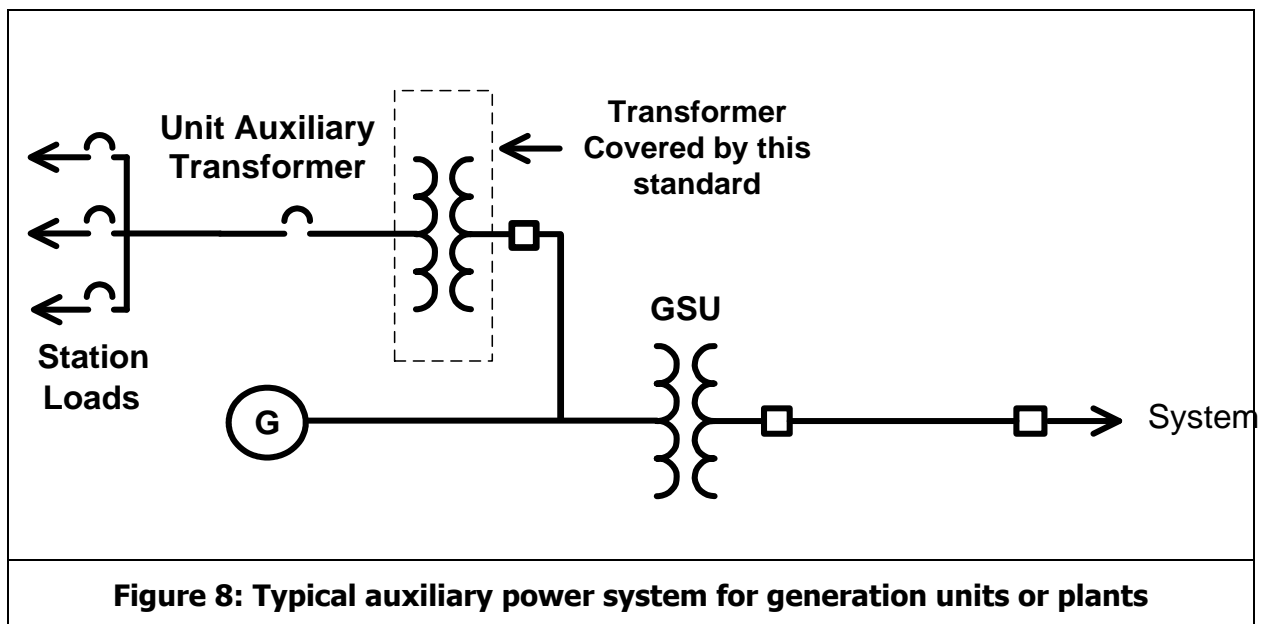 Unit Auxiliary
Transformer
Transformer
Covered by this
standard
Station
Loads
GSU
G
System
Figure 8: Typical auxiliary power system for generation units or plants